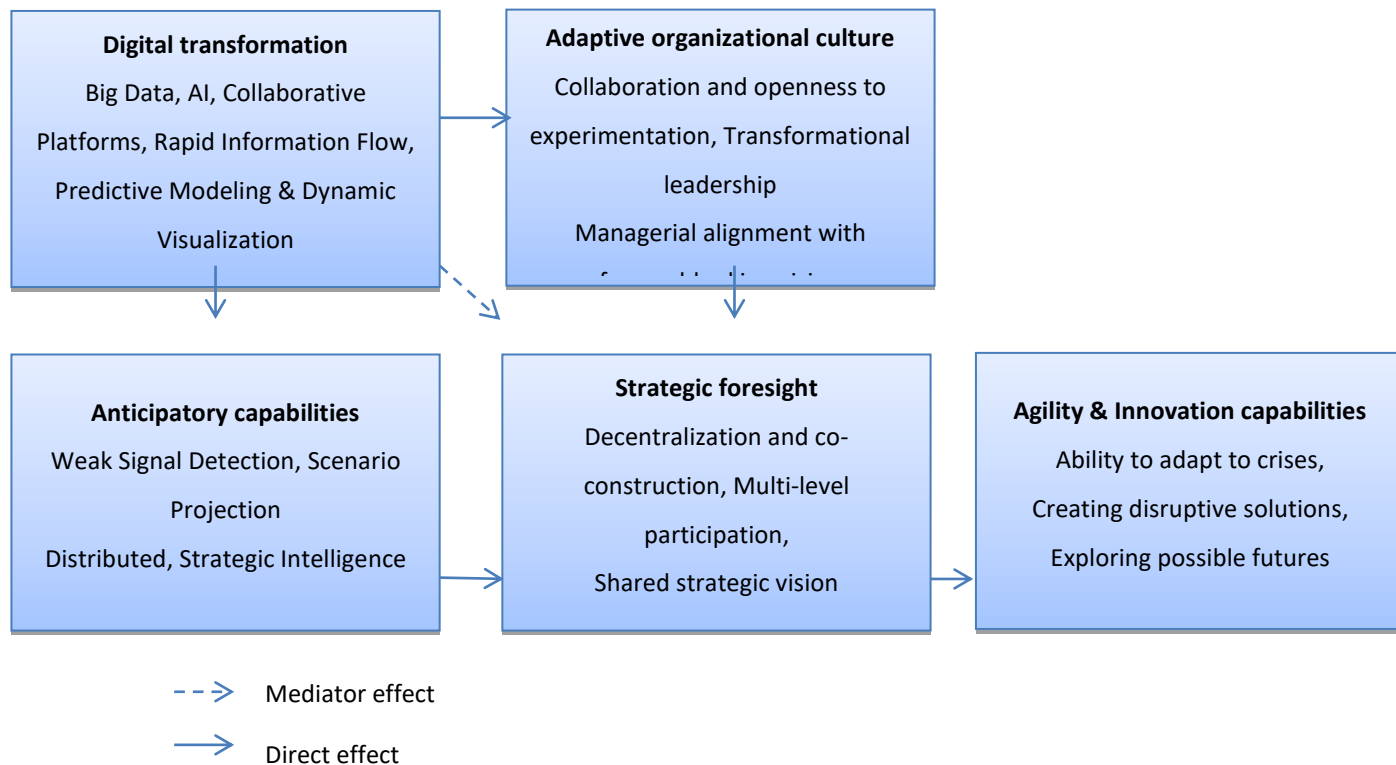 Digital transformation
Big Data, AI, Collaborative
Platforms, Rapid Information Flow,
Predictive Modeling & Dynamic
Visualization
Adaptive organizational culture
Collaboration and openness to
experimentation, Transformational
leadership
Managerial alignment with
Anticipatory capabilities
Weak Signal Detection, Scenario
Projection
Distributed, Strategic Intelligence
Strategic foresight
Decentralization and co-
construction, Multi-level
participation,
Shared strategic vision
Agility & Innovation capabilities
Ability to adapt to crises,
Creating disruptive solutions,
Exploring possible futures
Mediator effect
Direct effect